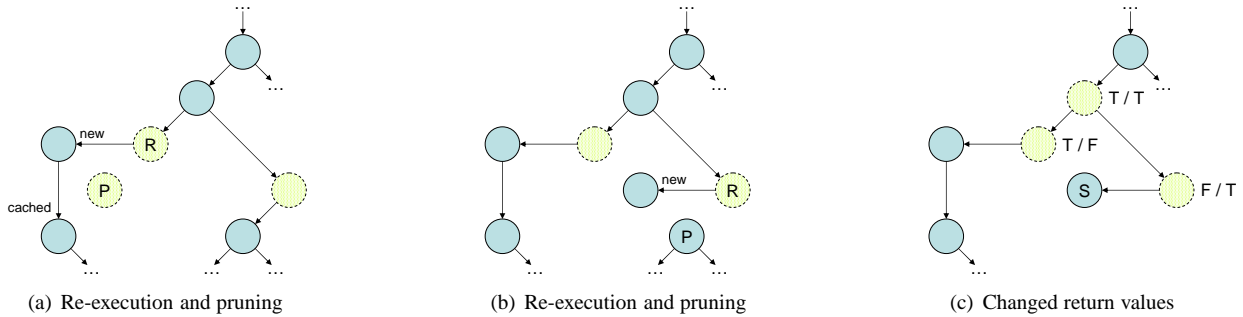 ... ... ...
... ... ...
T / T
new
R
T / F
P
new
R
S
F / T
cached
P
... ... ... ... ... ...
(a) Re-execution and pruning
(b) Re-execution and pruning
(c) Changed return values